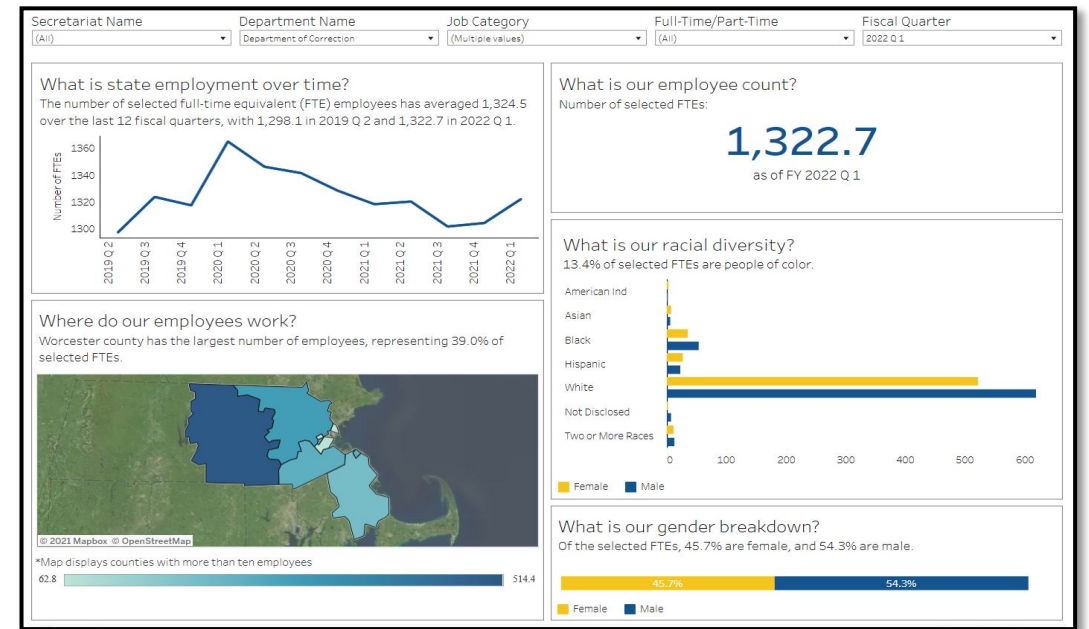 Secretariat Name
(All)
Department Name
Department of Correction
Job Category
(Multiple values)
Full-Time/Part-Time
(All)
Fiscal Quarter
2022 Q 1
What is state employment over time?
The number of selected full-time equivalent (FTE) employees has averaged 1,324.5
over the last 12 fiscal quarters, with 1,298.1 in 2019 Q 2 and 1,322.7 in 2022 Q 1.
Number of FTEs
1360
1340
1320
1300
2019 Q 2
2019 Q 3
2019 Q 4
2020 Q 1
2020 Q 2
2020 Q 3
2020 Q 4
2021 Q 1
2021 Q 2
2021 Q 3
2021 Q 4
2022 Q 1
What is our employee count?
Number of selected FTEs:
1,322.7
as of FY 2022 Q 1
What is our racial diversity?
13.4% of selected FTEs are people of color.
American Ind
Asian
Black
Hispanic
White
Not Disclosed
Two or More Races
0
100
200
300
400
500
600
Female
Male
Where do our employees work?
Worcester county has the largest number of employees, representing 39.0% of
selected FTEs.
© 2021 Mapbox © OpenStreetMap
*Map displays counties with more than ten employees
62.8
514.4
What is our gender breakdown?
Of the selected FTEs, 45.7% are female, and 54.3% are male.
45.7%
54.3%
Female
Male